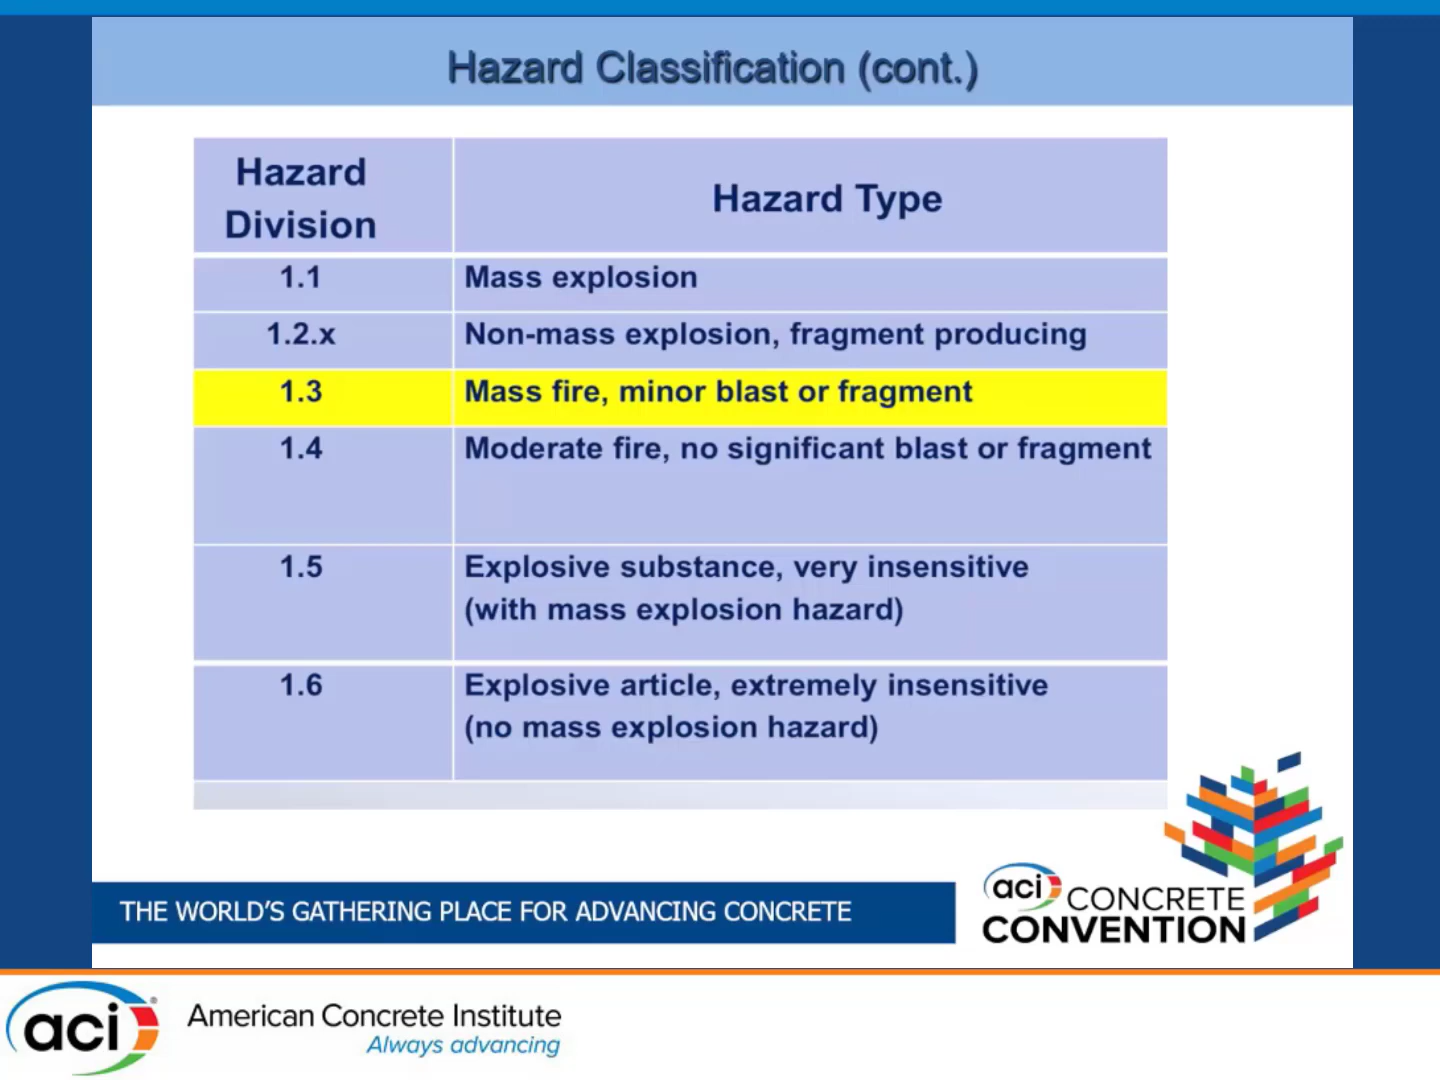 Hazard Classification (cont.)
Hazard
Division
Hazard Type
1.1
Mass explosion
1.2.x
Non-mass explosion, fragment producing
1.3
Mass fire, minor blast or fragment
1.4
Moderate fire, no significant blast or fragment
1.5
Explosive substance, very insensitive
(with mass explosion hazard)
1.6
Explosive article, extremely insensitive
(no mass explosion hazard)
THE WORLD'S GATHERING PLACE FOR ADVANCING CONCRETE
aci CONCRETE
CONVENTION
aci®
American Concrete Institute
Always advancing